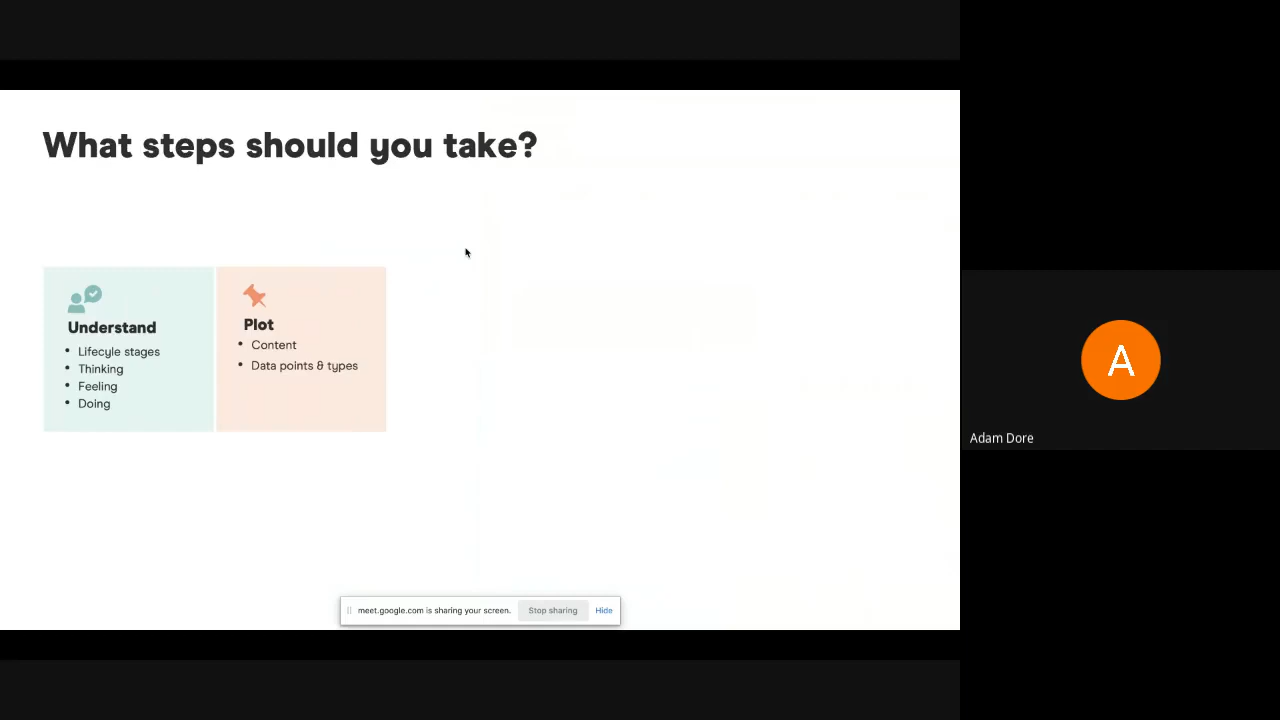 What steps should you take?
Understand
• Lifecyle stages
• Thinking
• Feeling
• Doing
Plot
• Content
• Data points & types
meet.google.com is sharing your screen. Stop sharing Hide
A
Adam Dore